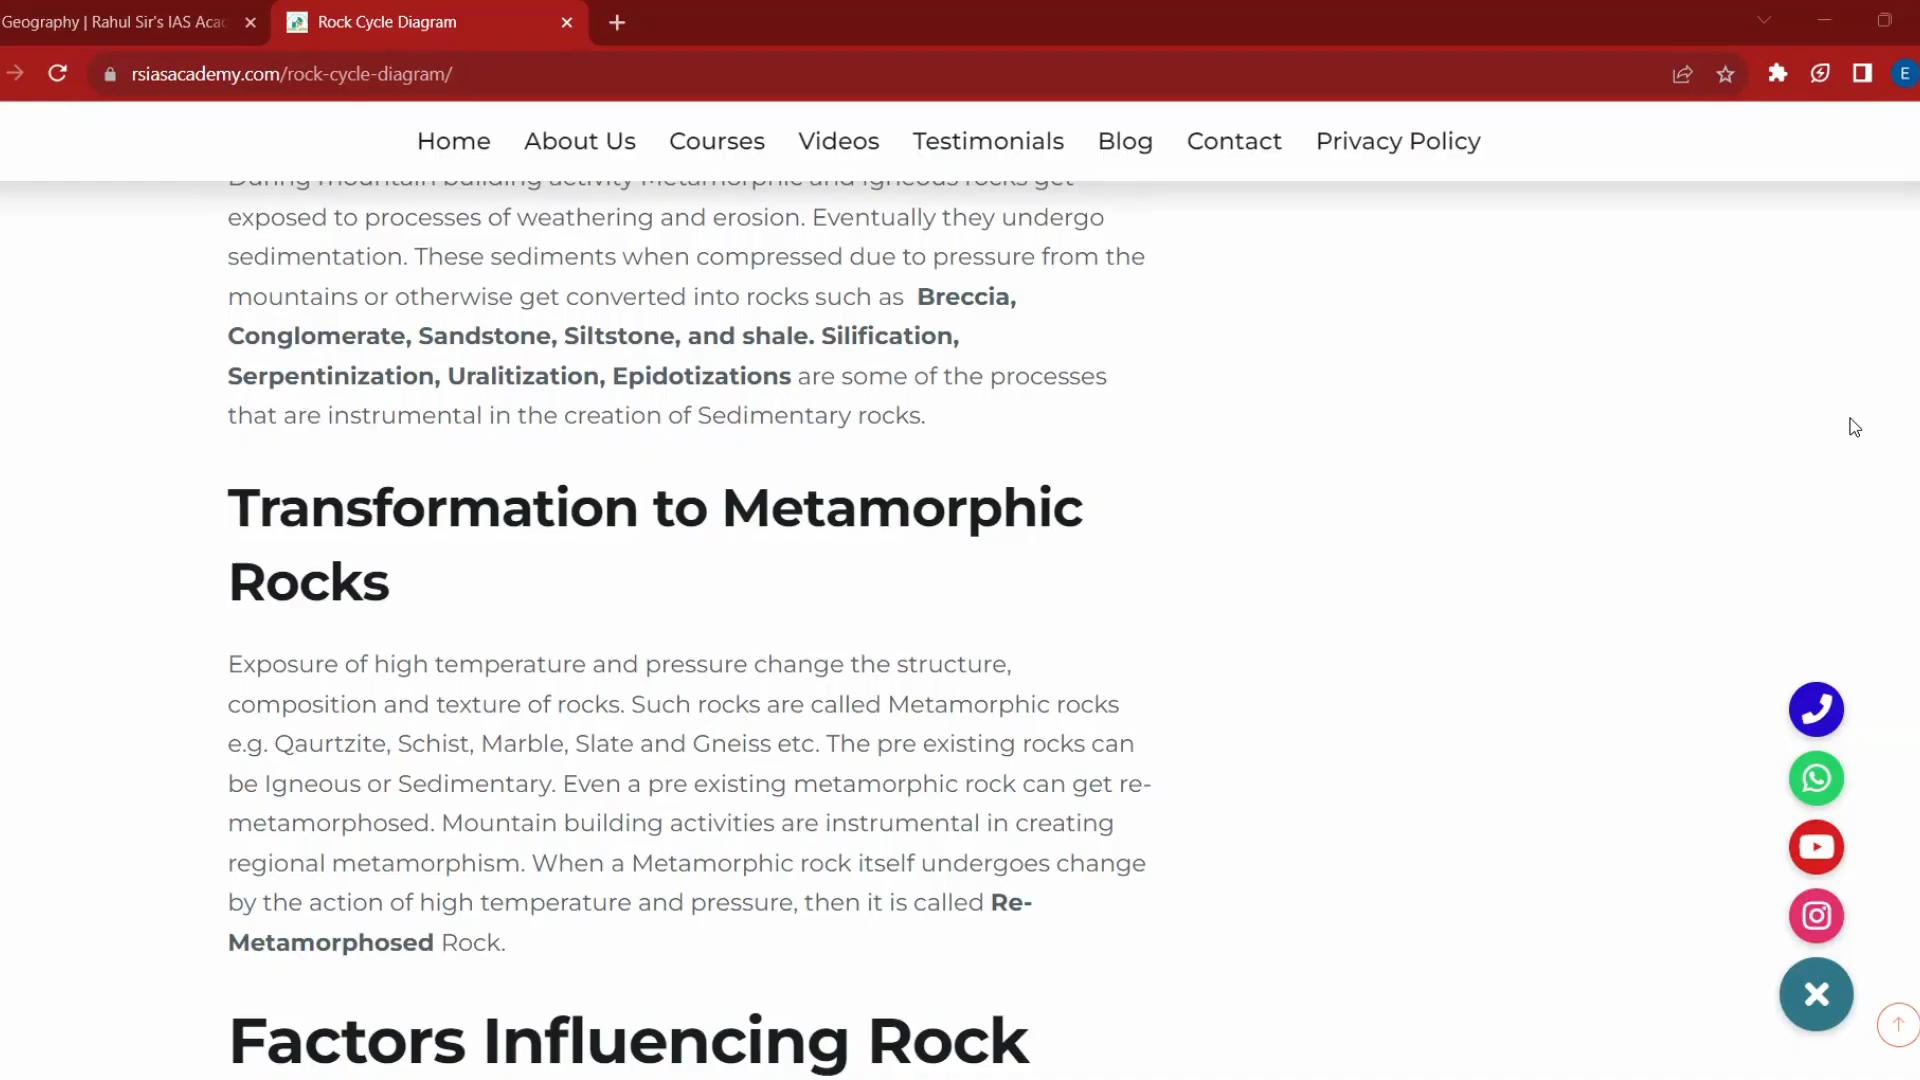 Geography | Rahul Sir's IAS Aca
Rock Cycle Diagram
rsiasacademy.com/rock-cycle-diagram/
E
Home About Us Courses Videos Testimonials Blog Contact Privacy Policy
During mountain building activity Metamorphic and Igneous rocks get
exposed to processes of weathering and erosion. Eventually they undergo
sedimentation. These sediments when compressed due to pressure from the
mountains or otherwise get converted into rocks such as Breccia,
Conglomerate, Sandstone, Siltstone, and shale. Silification,
Serpentinization, Uralitization, Epidotizations are some of the processes
that are instrumental in the creation of Sedimentary rocks.
Transformation to Metamorphic
Rocks
Exposure of high temperature and pressure change the structure,
composition and texture of rocks. Such rocks are called Metamorphic rocks
e.g. Qaurtzite, Schist, Marble, Slate and Gneiss etc. The pre existing rocks can
be Igneous or Sedimentary. Even a pre existing metamorphic rock can get re-
metamorphosed. Mountain building activities are instrumental in creating
regional metamorphism. When a Metamorphic rock itself undergoes change
by the action of high temperature and pressure, then it is called Re-
Metamorphosed Rock.
Factors Influencing Rock